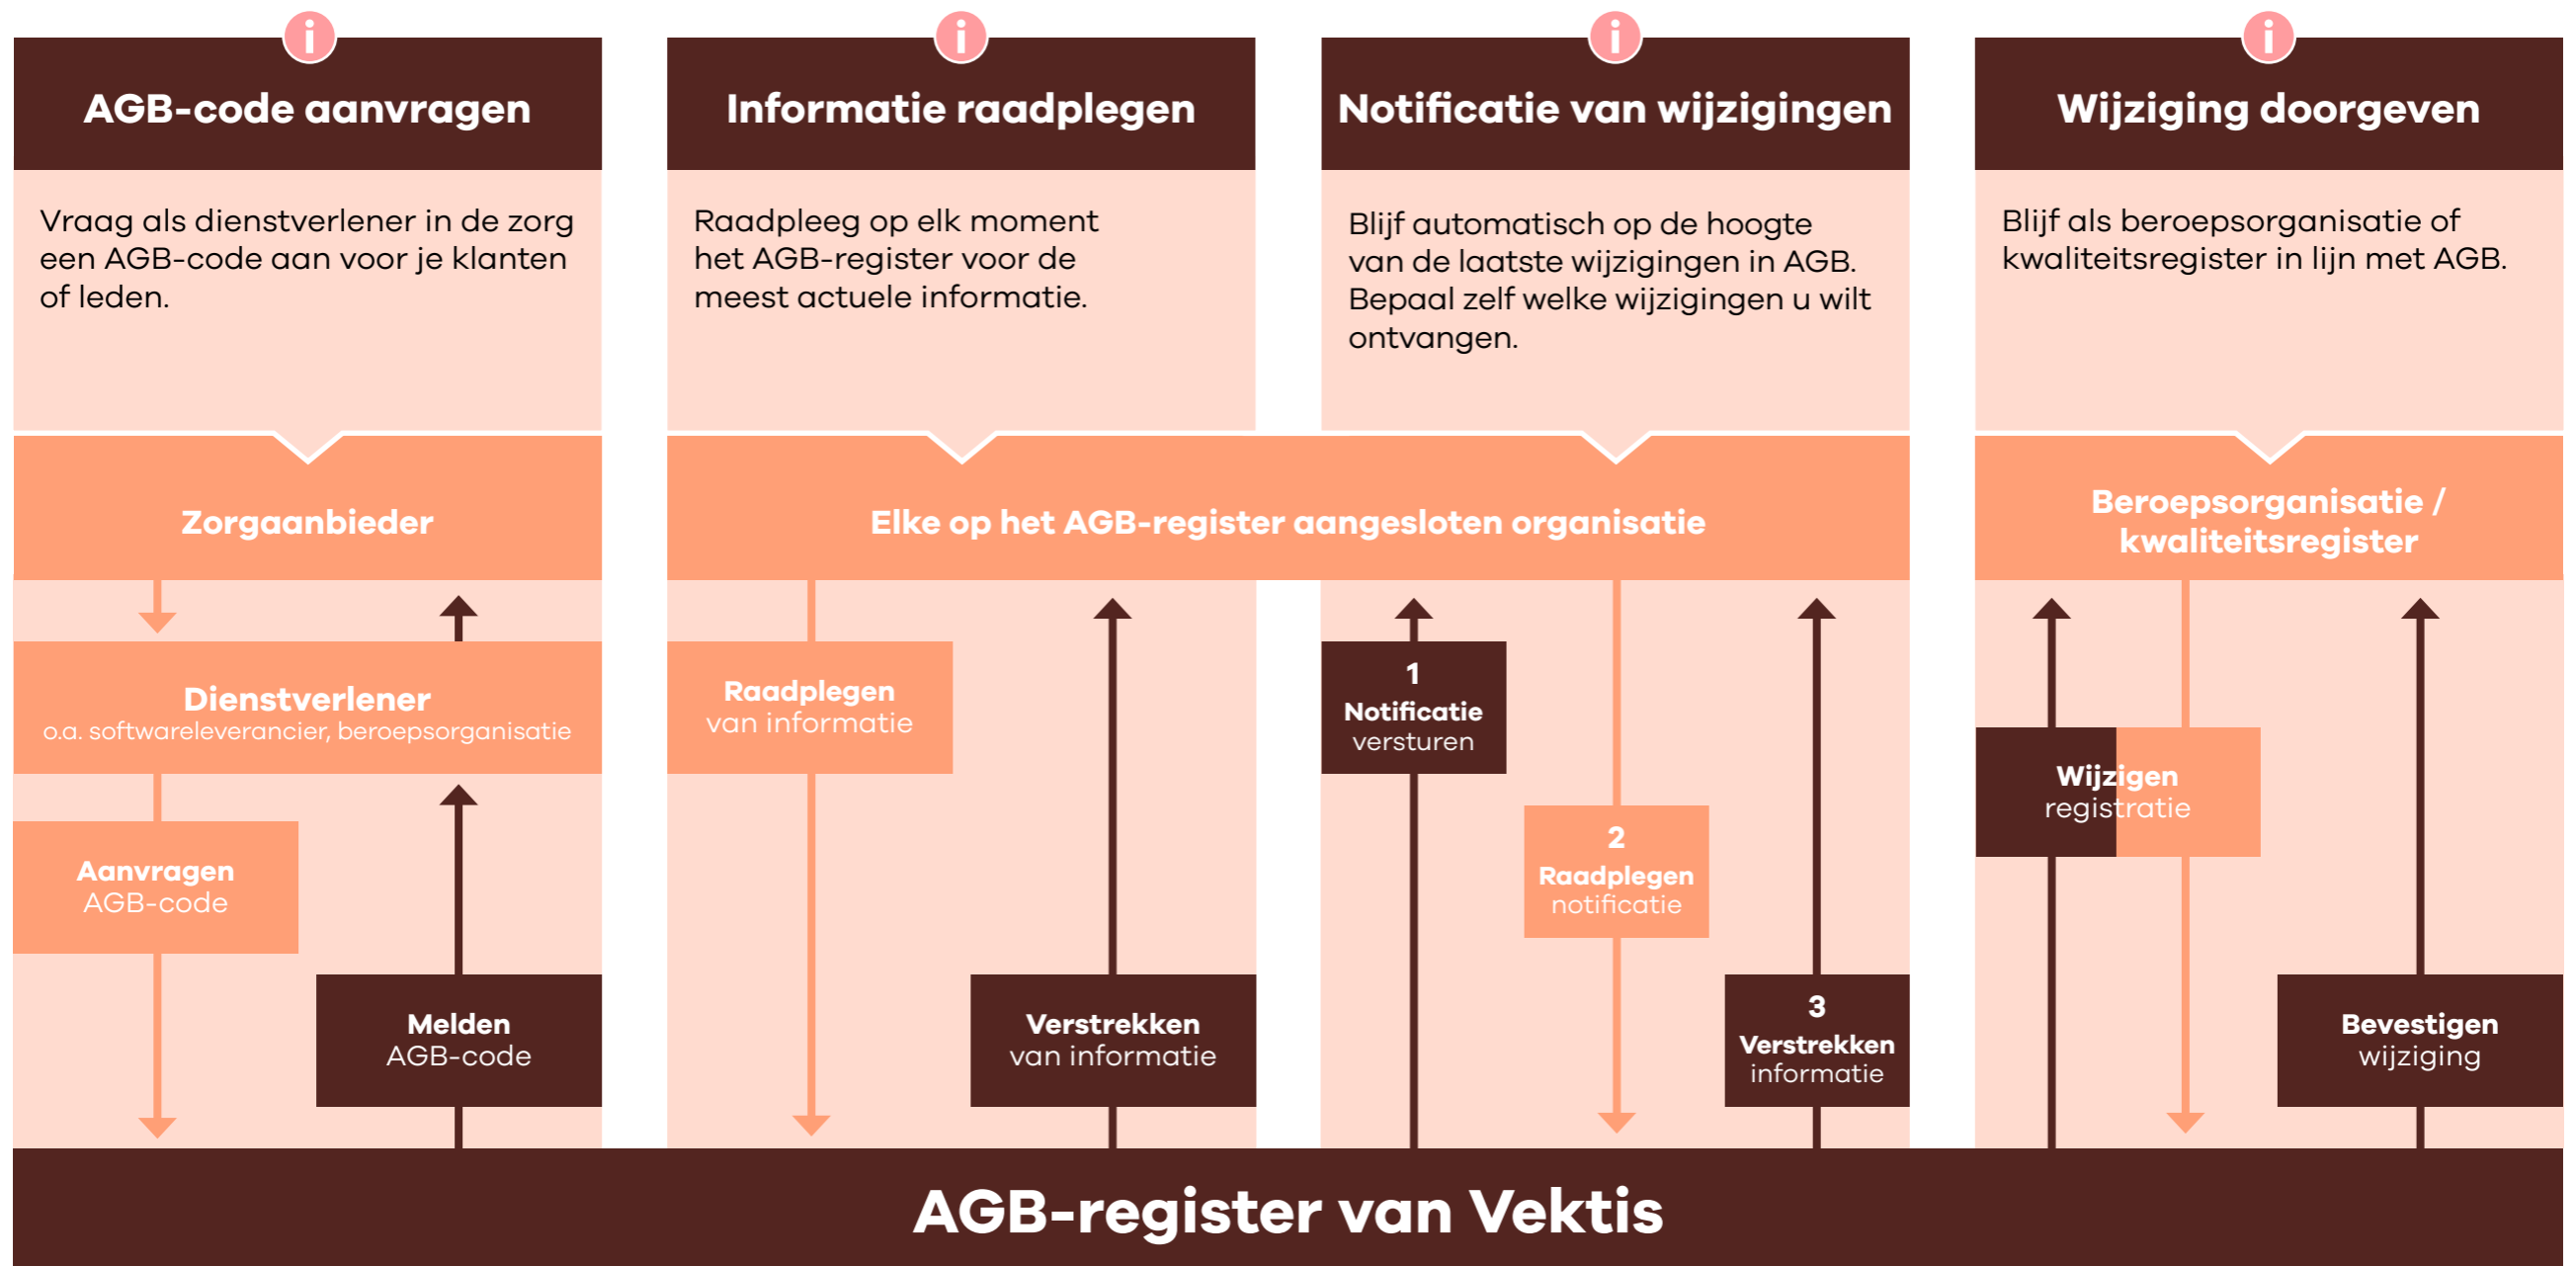 i
AGB-code aanvragen
Vraag als dienstverlener in de zorg
een AGB-code aan voor je klanten
of leden.
i
Informatie raadplegen
Raadpleeg op elk moment
het AGB-register voor de
meest actuele informatie.
i
Notificatie van wijzigingen
Blijf automatisch op de hoogte
van de laatste wijzigingen in AGB.
Bepaal zelf welke wijzigingen u wilt
ontvangen.
i
Wijziging doorgeven
Blijf als beroepsorganisatie of
kwaliteitsregister in lijn met AGB.
Zorgaanbieder
Dienstverlener
o.a. softwareleverancier, beroepsorganisatie
Aanvragen
AGB-code
Melden
AGB-code
Elke op het AGB-register aangesloten organisatie
Raadplegen
van informatie
Verstrekken
van informatie
1
Notificatie
versturen
2
Raadplegen
notificatie
3
Verstrekken
informatie
Beroepsorganisatie /
kwaliteitsregister
Wijzigen
registratie
Bevestigen
wijziging
AGB-register van Vektis